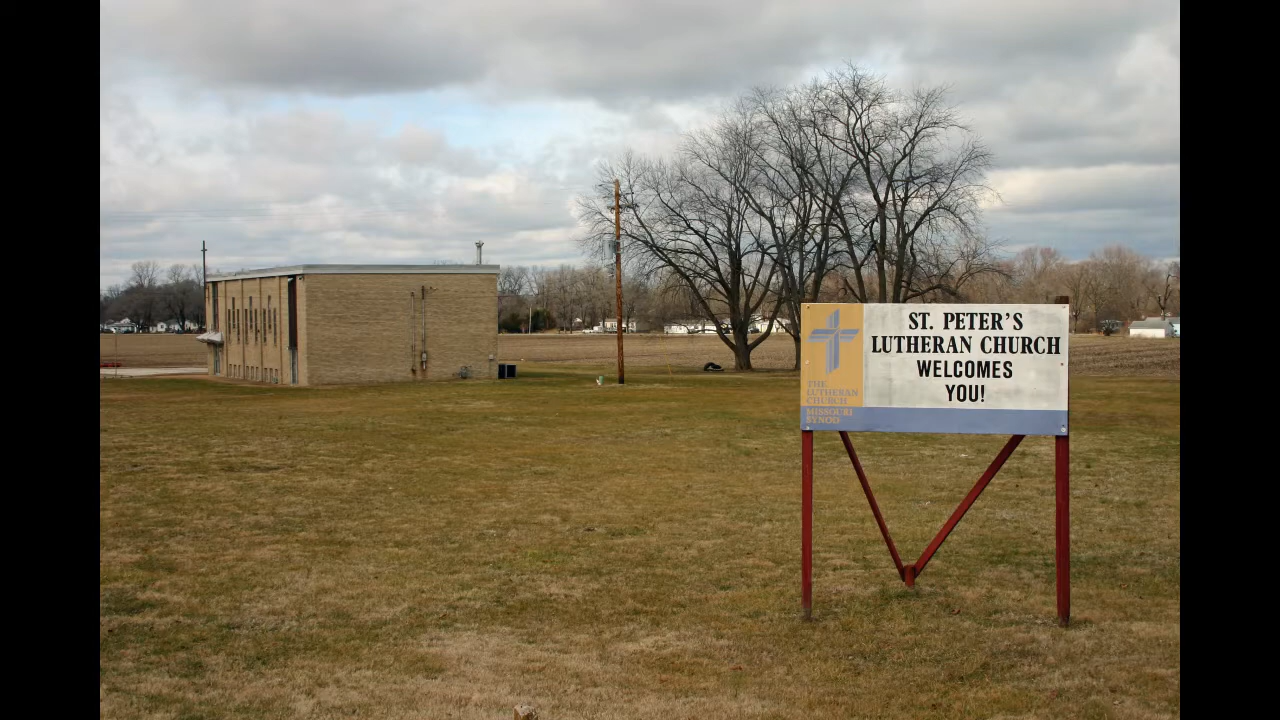 ST. PETER'S
LUTHERAN CHURCH
WELCOMES
YOU!
THE
LUTHERAN
CHURCH
MISSOURI
SYNOD